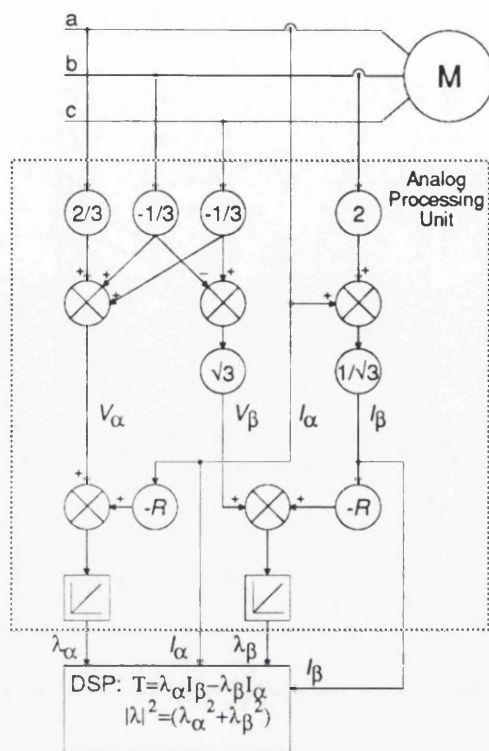 a
b
M
c
Analog
Processing
Unit
2/3 -1/3 -1/3 2
+ + + − + + +
√3 1/√3
Vα Vβ Iα Iβ
+ + + +
-R -R
λα Iα λβ Iβ
DSP: T=λαIβ−λβIα
|λ|²=(λα²+λβ²)